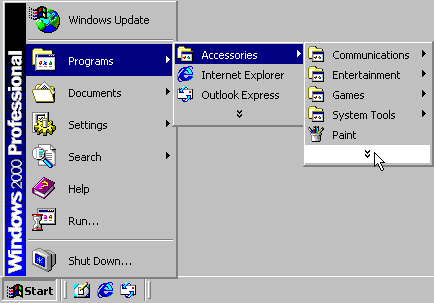 Windows 2000 Professional
Windows Update
Programs
Documents
Settings
Search
Help
Run...
Shut Down...
Accessories
Internet Explorer
Outlook Express
Communications
Entertainment
Games
System Tools
Paint
Start